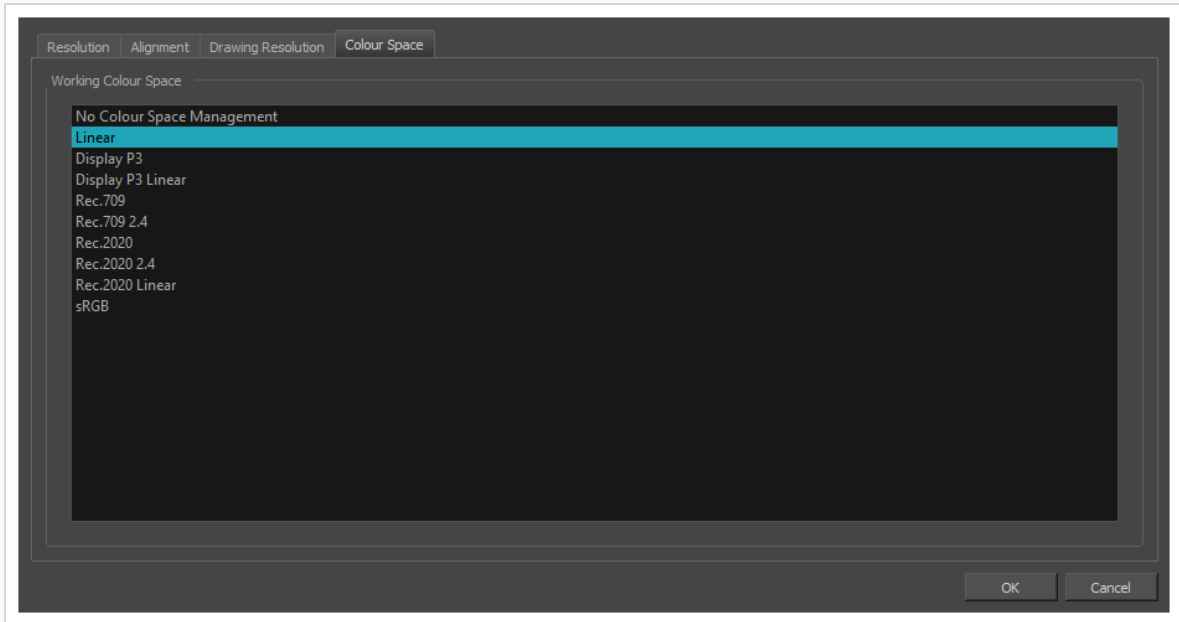 Resolution Alignment Drawing Resolution Colour Space
Working Colour Space
No Colour Space Management
Linear
Display P3
Display P3 Linear
Rec.709
Rec.709 2.4
Rec.2020
Rec.2020 2.4
Rec.2020 Linear
sRGB
OK Cancel